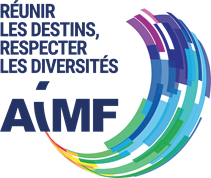 RÉUNIR
LES DESTINS,
RESPECTER
LES DIVERSITÉS
AIMF